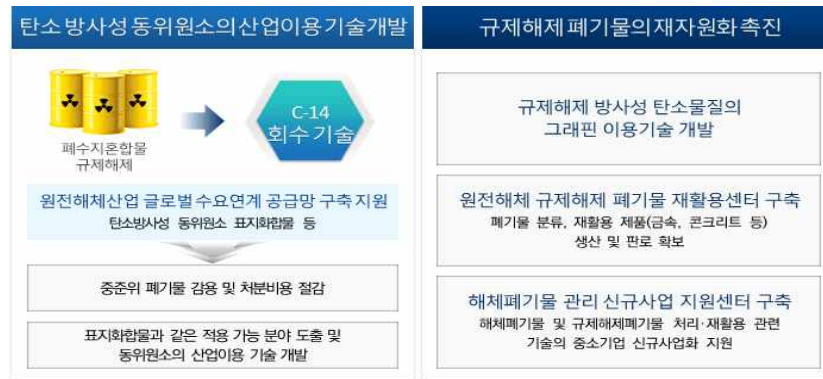 탄소 방사성 동위원소의 산업이용 기술개발
폐수지혼합물
규제해제
C-14
회수 기술
원전해체산업 글로벌 수요연계 공급망 구축 지원
탄소방사성 동위원소 표지화합물 등
중준위 폐기물 감용 및 처분비용 절감
표지화합물과 같은 적용 가능 분야 도출 및
동위원소의 산업이용 기술 개발
규제해제 폐기물의 재자원화 촉진
규제해제 방사성 탄소물질의
그래핀 이용기술 개발
원전해체 규제해제 폐기물 재활용센터 구축
폐기물 분류, 재활용 제품(금속, 콘크리트 등)
생산 및 판로 확보
해체폐기물 관리 신규사업 지원센터 구축
해체폐기물 및 규제해제폐기물 처리·재활용 관련
기술의 중소기업 신규사업화 지원